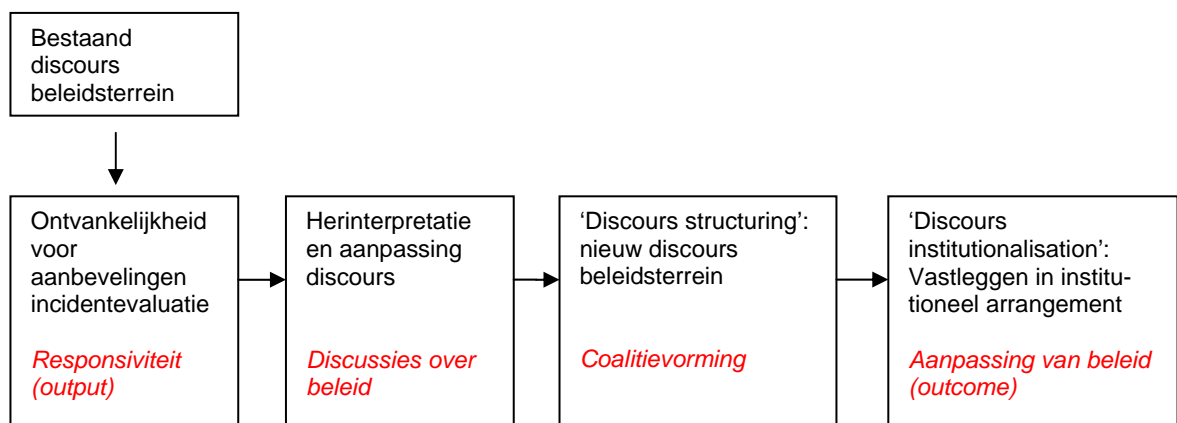 Bestaand
discours
beleidsterrein
Ontvankelijkheid
voor
aanbevelingen
incidentevaluatie
Responsiviteit
(output)
Herinterpretatie
en aanpassing
discours
Discussies over
beleid
‘Discours structuring’:
nieuw discours
beleidsterrein
Coalitievorming
‘Discours
institutionalisation’:
Vastleggen in institu-
tioneel arrangement
Aanpassing van beleid
(outcome)